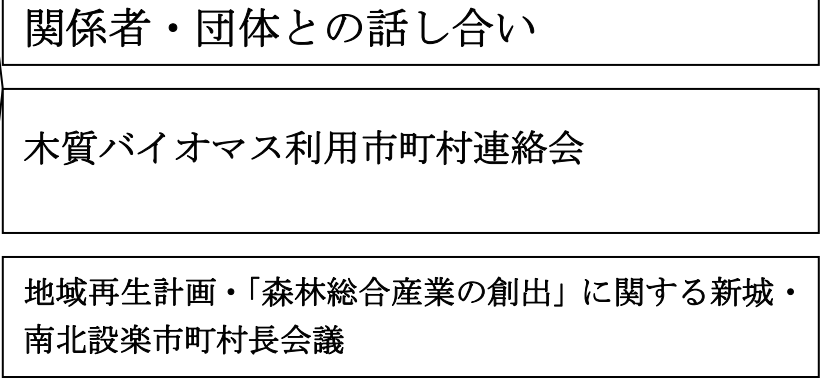 関係者・団体との話し合い
木質バイオマス利用市町村連絡会
地域再生計画・「森林総合産業の創出」に関する新城・
南北設楽市町村長会議